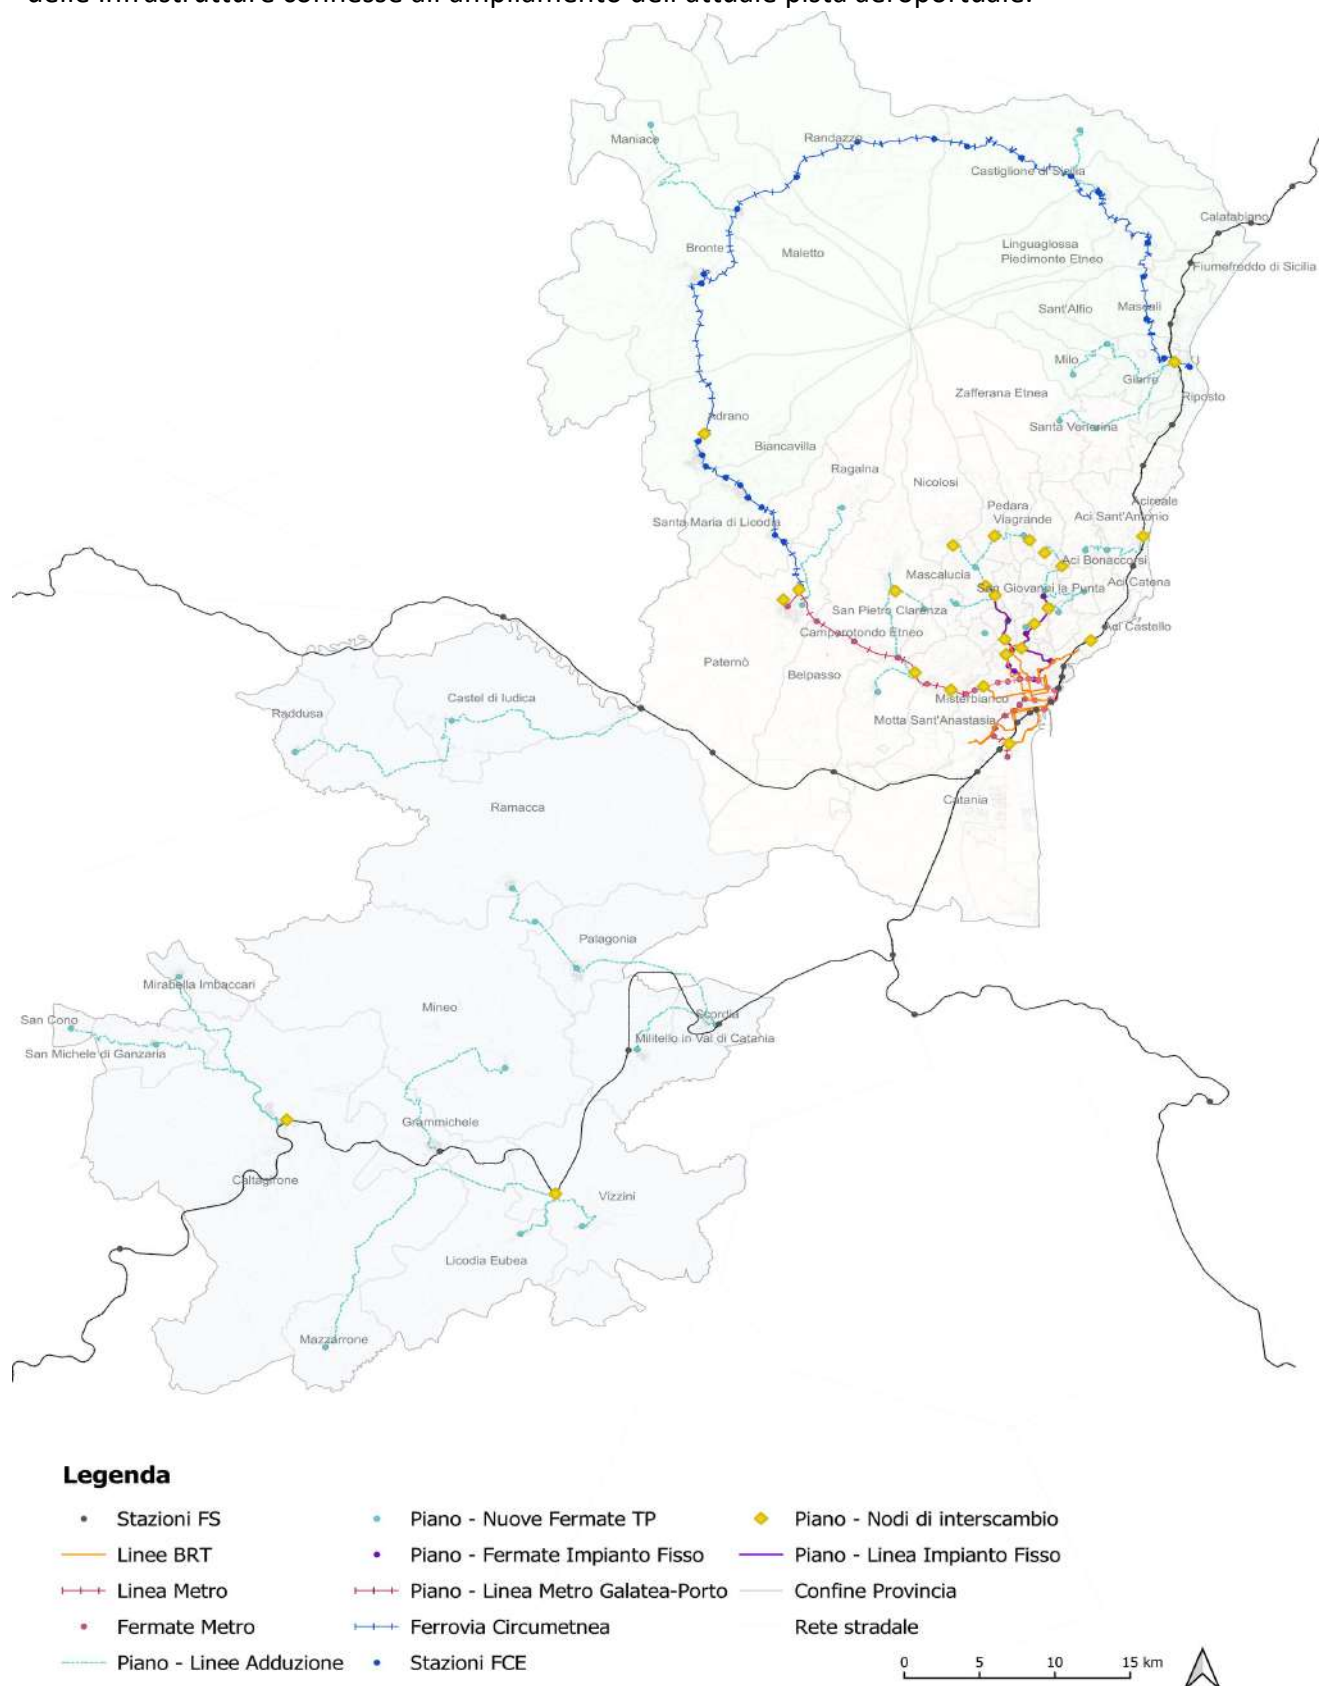 delle infrastrutture connesse all'ampliamento dell'attuale pista aeroportuale.
Maniace
Randazzo
Castiglione di Sicilia
Calatabiano
Bronte
Maletto
Linguaglossa
Piedimonte Etneo
Fiumefreddo di Sicilia
Sant'Alfio
Mascali
Milo
Giarre
Zafferana Etnea
Riposto
Adrano
Santa Venerina
Biancavilla
Ragalna
Nicolosi
Pedara
Acireale
Santa Maria di Licodia
Viagrande
Aci Sant'Antonio
Aci Bonaccorsi
Mascalucia
San Giovanni la Punta
Aci Catena
San Pietro Clarenza
Camporotondo Etneo
Aci Castello
Paternò
Belpasso
Misterbianco
Castel di Iudica
Raddusa
Motta Sant'Anastasia
Ramacca
Catania
Palagonia
Mirabella Imbaccari
Mineo
San Cono
Scordia
San Michele di Ganzaria
Militello in Val di Catania
Grammichele
Caltagirone
Vizzini
Licodia Eubea
Mazzarrone
Legenda
Stazioni FS
Piano - Nuove Fermate TP
Piano - Nodi di interscambio
Linee BRT
Piano - Fermate Impianto Fisso
Piano - Linea Impianto Fisso
Linea Metro
Piano - Linea Metro Galatea-Porto
Confine Provincia
Fermate Metro
Ferrovia Circumetnea
Rete stradale
Piano - Linee Adduzione
Stazioni FCE
0 5 10 15 km